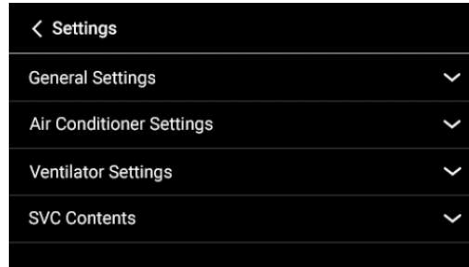 Settings
General Settings
Air Conditioner Settings
Ventilator Settings
SVC Contents